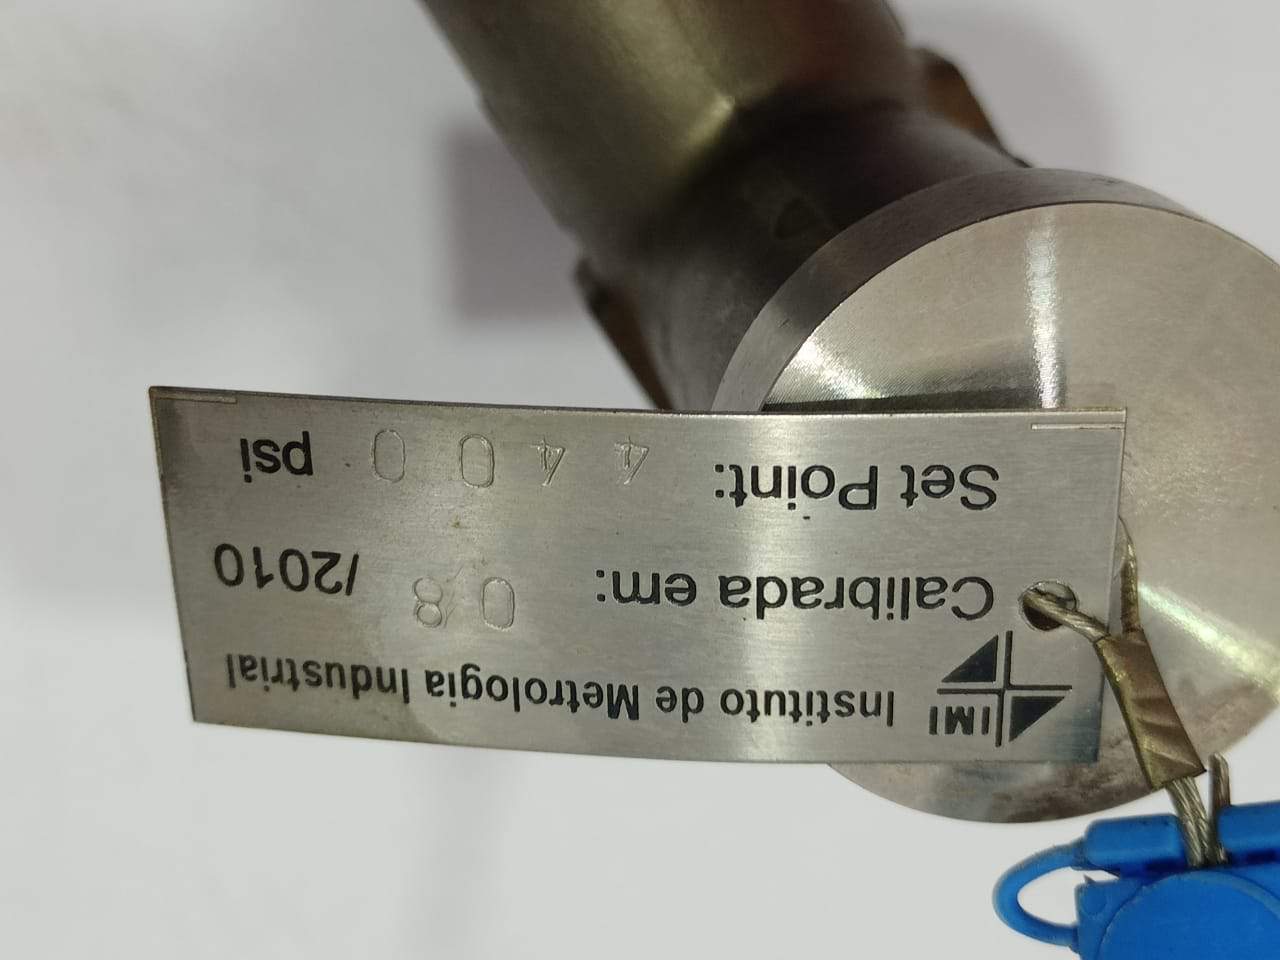 IMI Instituto de Metrologia Industrial
Calibrada em: 08 /2010
Set Point: 4400 psi